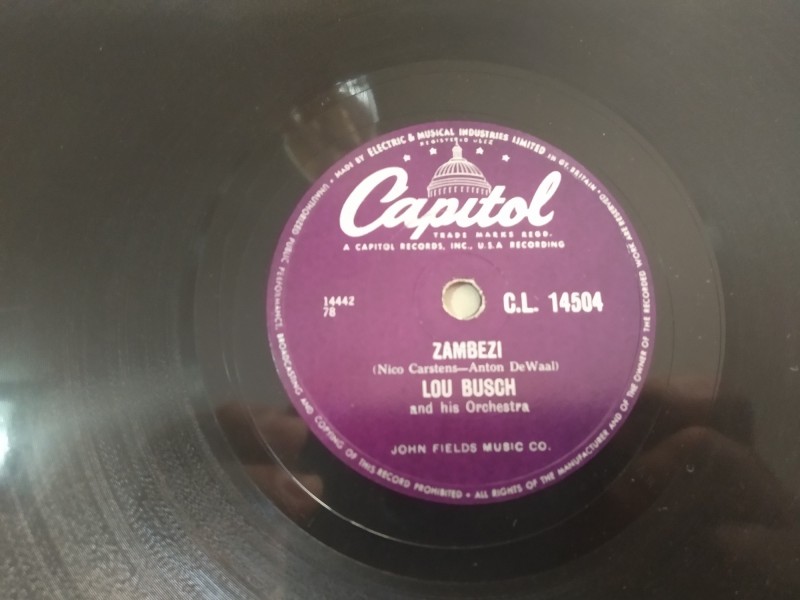 MADE BY ELECTRIC & MUSICAL INDUSTRIES LIMITED IN GT. BRITAIN • ALL RIGHTS OF THE MANUFACTURER AND OF THE OWNER OF THE RECORDED WORK ARE RESERVED
UNAUTHORIZED PUBLIC PERFORMANCE, BROADCASTING AND COPYING OF THIS RECORD PROHIBITED •
REGISTERED USER
Capitol
TRADE MARKS REGD.
A CAPITOL RECORDS, INC., U.S.A RECORDING
14442
78
C.L. 14504
ZAMBEZI
(Nico Carstens—Anton DeWaal)
LOU BUSCH
and his Orchestra
JOHN FIELDS MUSIC CO.